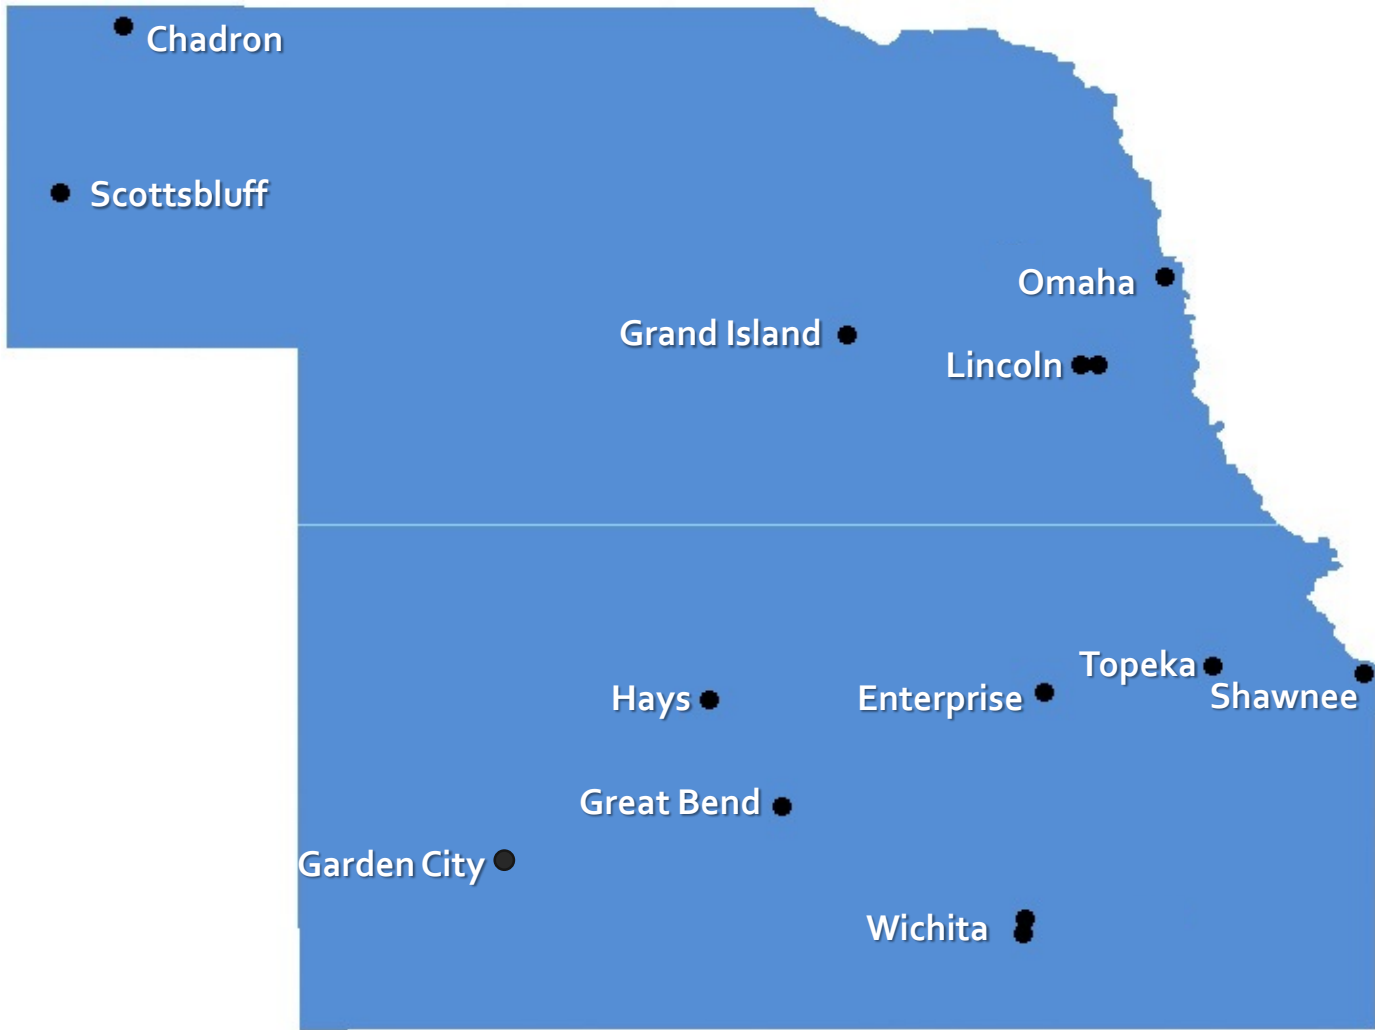 Chadron
Scottsbluff
Omaha
Grand Island
Lincoln
Topeka
Shawnee
Hays
Enterprise
Great Bend
Garden City
Wichita